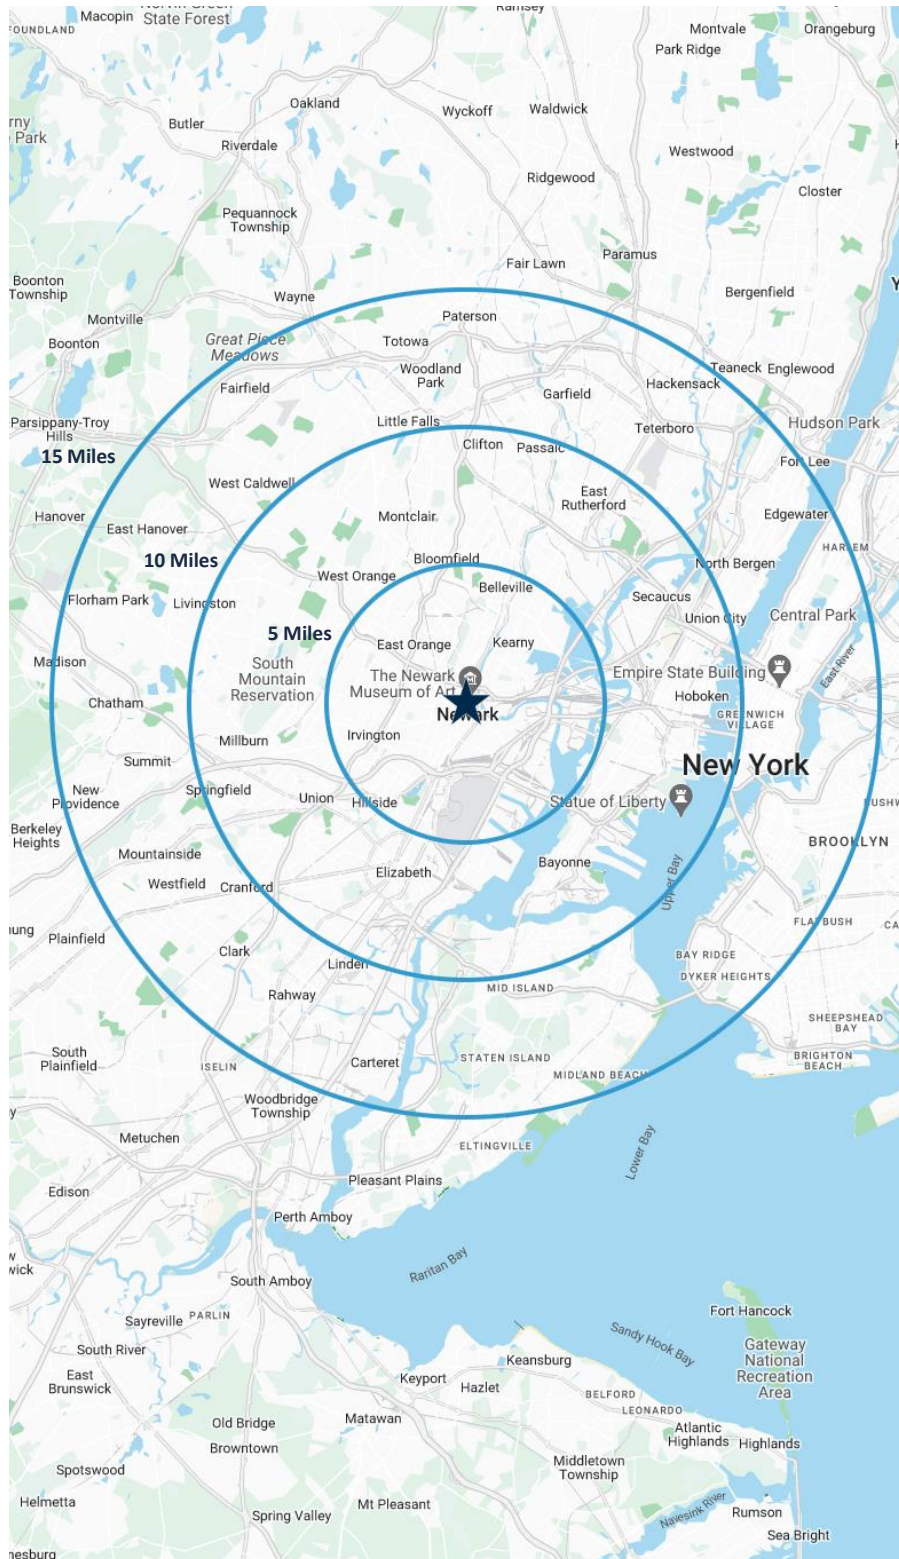 Macopin
State Forest
Ramsey
Montvale
Orangeburg
Park Ridge
Oakland
Butler
Riverdale
Wyckoff
Waldwick
Westwood
Park
Ridgewood
Closter
Pequannock
Township
Paramus
Fair Lawn
Boonton
Township
Wayne
Bergenfield
Montville
Paterson
Boonton
Great Piece
Meadows
Totowa
Woodland
Park
Teaneck
Englewood
Fairfield
Hackensack
Garfield
Parsippany-Troy
Hills
Little Falls
Teterboro
Hudson Park
15 Miles
Clifton
Passaic
Fort Lee
West Caldwell
East
Rutherford
Hanover
East Hanover
Montclair
Edgewater
HARLEM
10 Miles
Bloomfield
North Bergen
West Orange
Belleville
Florham Park
Livingston
Secaucus
Union City
Central Park
5 Miles
East Orange
Kearny
Madison
South
Mountain
Reservation
The Newark
Museum of Art
Empire State Building
East River
Chatham
Newark
Hoboken
GREENWICH
VILLAGE
Millburn
Irvington
Summit
New York
New
Providence
Springfield
Union
Hillside
Statue of Liberty
Berkeley
Heights
BROOKLYN
Mountainside
Bayonne
Westfield
Cranford
Elizabeth
Upper Bay
FLATBUSH
Plainfield
Clark
Linden
BAY RIDGE
DYKER HEIGHTS
Rahway
MID ISLAND
SHEEPSHEAD
BAY
South
Plainfield
ISELIN
Carteret
STATEN ISLAND
MIDLAND BEACH
BRIGHTON
BEACH
Woodbridge
Township
Metuchen
ELTINGVILLE
Lower Bay
Edison
Pleasant Plains
Perth Amboy
Raritan Bay
South Amboy
Sayreville
PARLIN
Fort Hancock
South River
Sandy Hook Bay
Gateway
National
Recreation
Area
East
Brunswick
Keansburg
Keyport
Hazlet
BELFORD
LEONARDO
Old Bridge
Matawan
Atlantic
Highlands
Highlands
Browntown
Spotswood
Middletown
Township
Helmetta
Mt Pleasant
Spring Valley
Navesink River
Rumson
Sea Bright